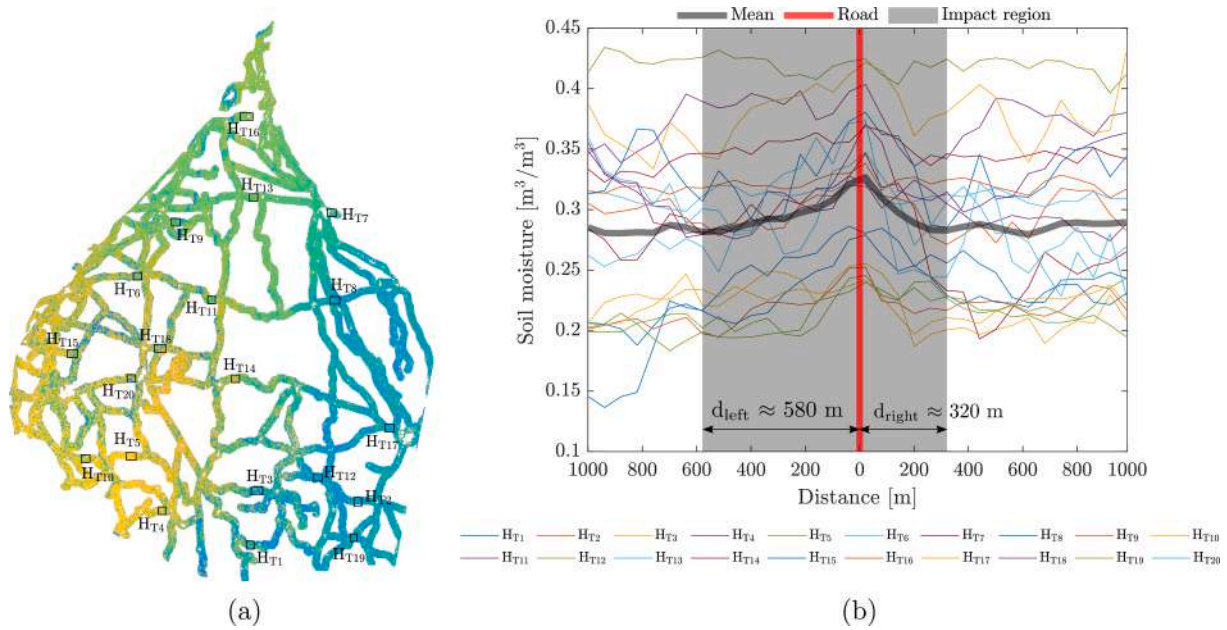 H_T16
H_T13
H_T7
H_T9
H_T6
H_T8
H_T11
H_T15
H_T18
H_T14
H_T20
H_T17
H_T5
H_T10
H_T12
H_T3
H_T2
H_T4
H_T19
H_T1
(a)
Mean Road Impact region
Soil moisture [m³/m³]
0.45
0.4
0.35
0.3
0.25
0.2
0.15
0.1
d_left ≈ 580 m d_right ≈ 320 m
1000 800 600 400 200 0 200 400 600 800 1000
Distance [m]
H_T1 H_T2 H_T3 H_T4 H_T5 H_T6 H_T7 H_T8 H_T9 H_T10
H_T11 H_T12 H_T13 H_T14 H_T15 H_T16 H_T17 H_T18 H_T19 H_T20
(b)